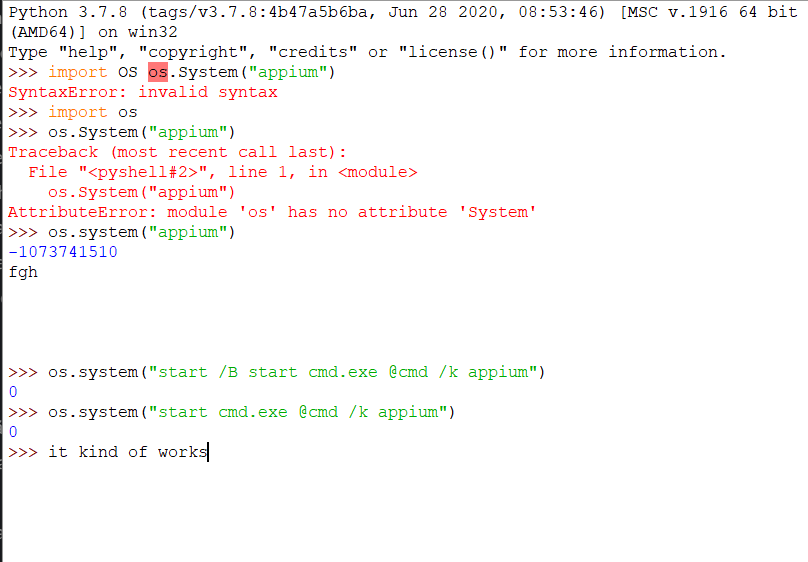 Python 3.7.8 (tags/v3.7.8:4b47a5b6ba, Jun 28 2020, 08:53:46) [MSC v.1916 64 bit
(AMD64)] on win32
Type "help", "copyright", "credits" or "license()" for more information.
>>> import OS os.System("appium")
SyntaxError: invalid syntax
>>> import os
>>> os.System("appium")
Traceback (most recent call last):
  File "<pyshell#2>", line 1, in <module>
    os.System("appium")
AttributeError: module 'os' has no attribute 'System'
>>> os.system("appium")
-1073741510
fgh
>>> os.system("start /B start cmd.exe @cmd /k appium")
0
>>> os.system("start cmd.exe @cmd /k appium")
0
>>> it kind of works